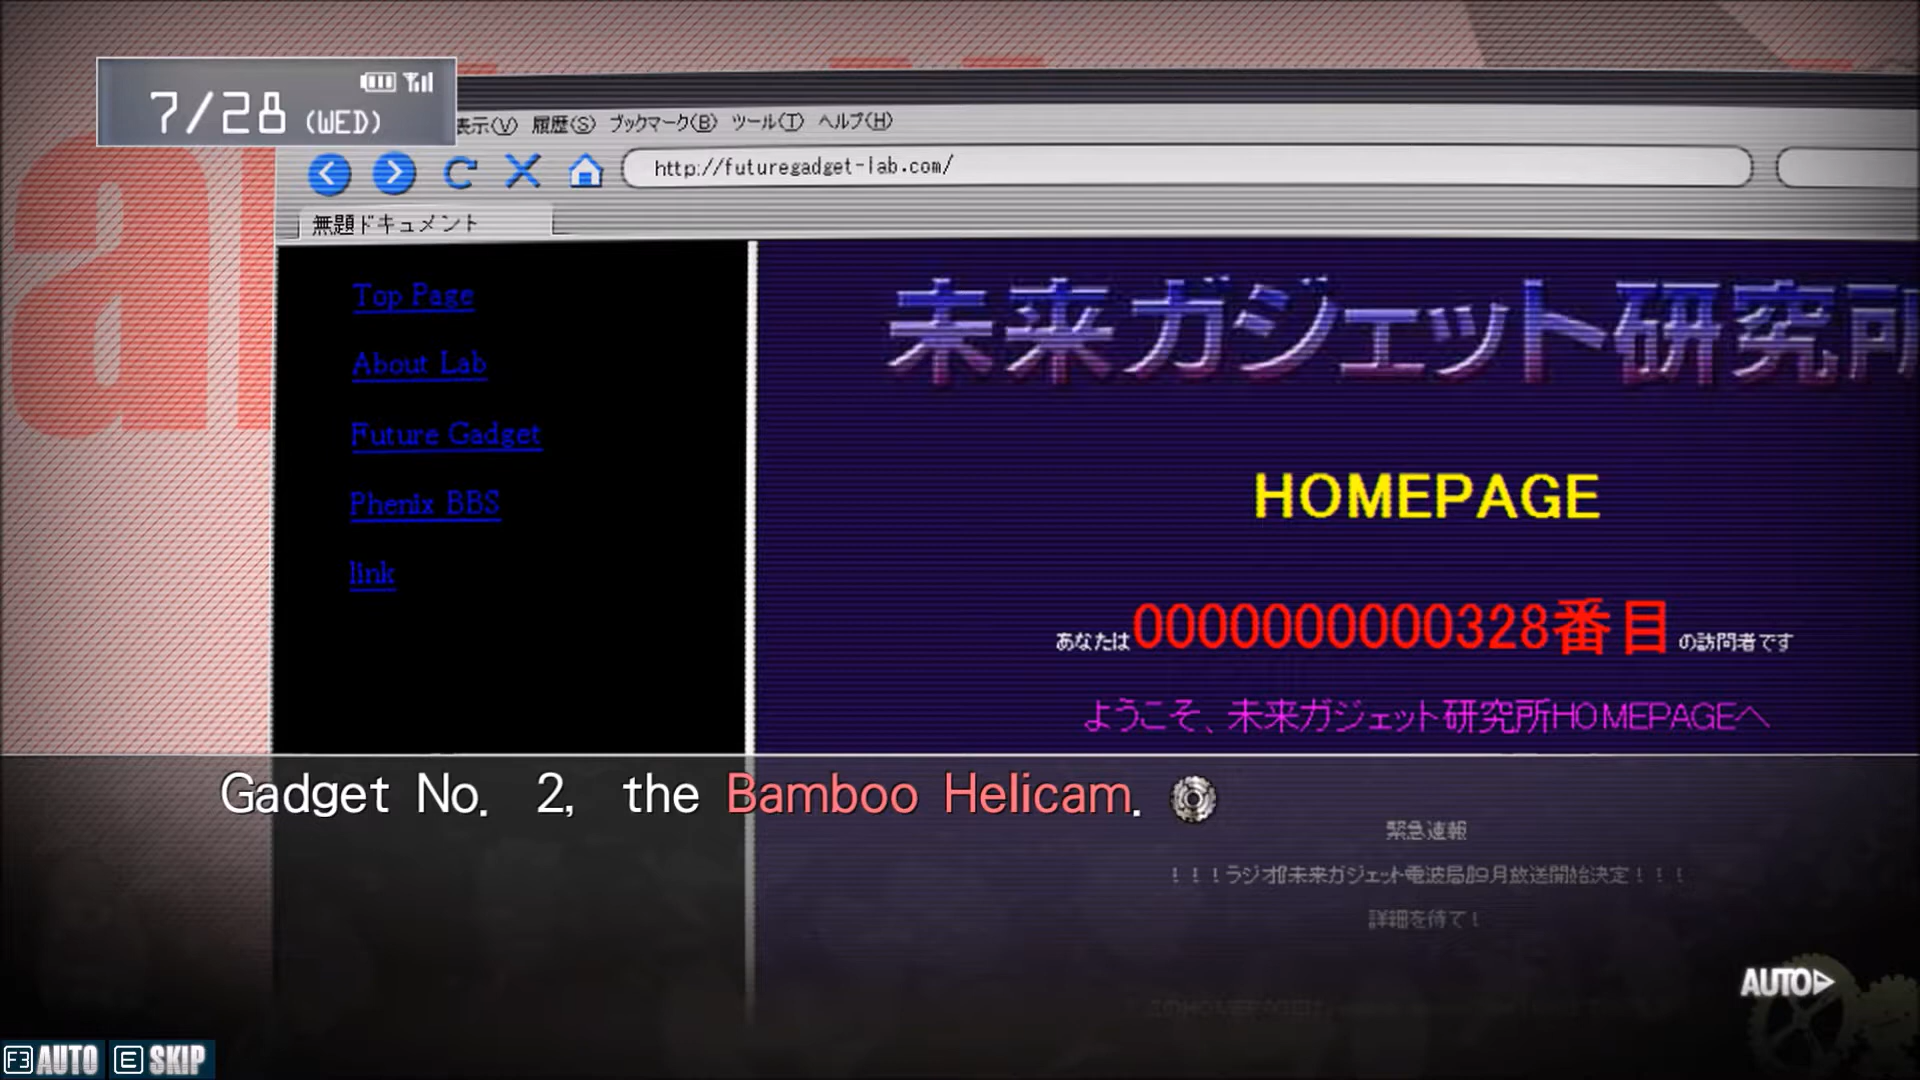 7/28 (WED)
表示(V) 履歴(S) ブックマーク(B) ツール(T) ヘルプ(H)
http://futuregadget-lab.com/
無題ドキュメント
Top Page
About Lab
Future Gadget
Phenix BBS
link
未来ガジェット研究所
HOMEPAGE
あなたは0000000000328番目の訪問者です
ようこそ、未来ガジェット研究所HOMEPAGEへ
Gadget No. 2, the Bamboo Helicam.
緊急速報
！！！ラジオ『未来ガジェット電波局』9月放送開始決定！！！
詳細を待て！
AUTO
F3 AUTO E SKIP